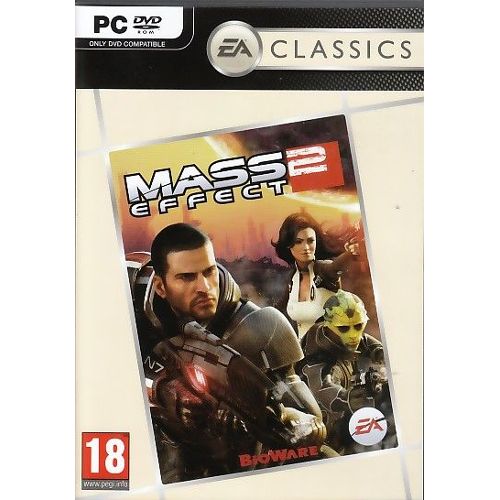 PC DVD
ROM
ONLY DVD COMPATIBLE
EA CLASSICS
MASS 2
EFFECT
N7
EA
BIOWARE
18
www.pegi.info